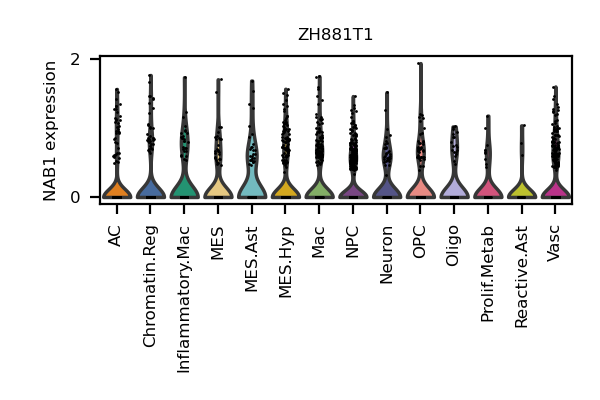 ZH881T1
NAB1 expression
2
0
AC
Chromatin.Reg
Inflammatory.Mac
MES
MES.Ast
MES.Hyp
Mac
NPC
Neuron
OPC
Oligo
Prolif.Metab
Reactive.Ast
Vasc